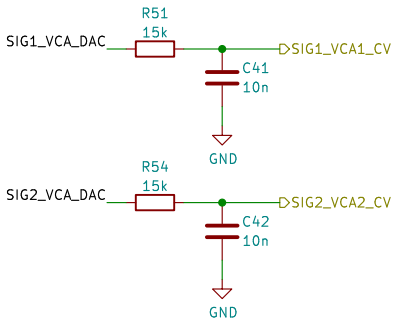 R51
15k
SIG1_VCA_DAC
SIG1_VCA1_CV
C41
10n
GND
R54
15k
SIG2_VCA_DAC
SIG2_VCA2_CV
C42
10n
GND